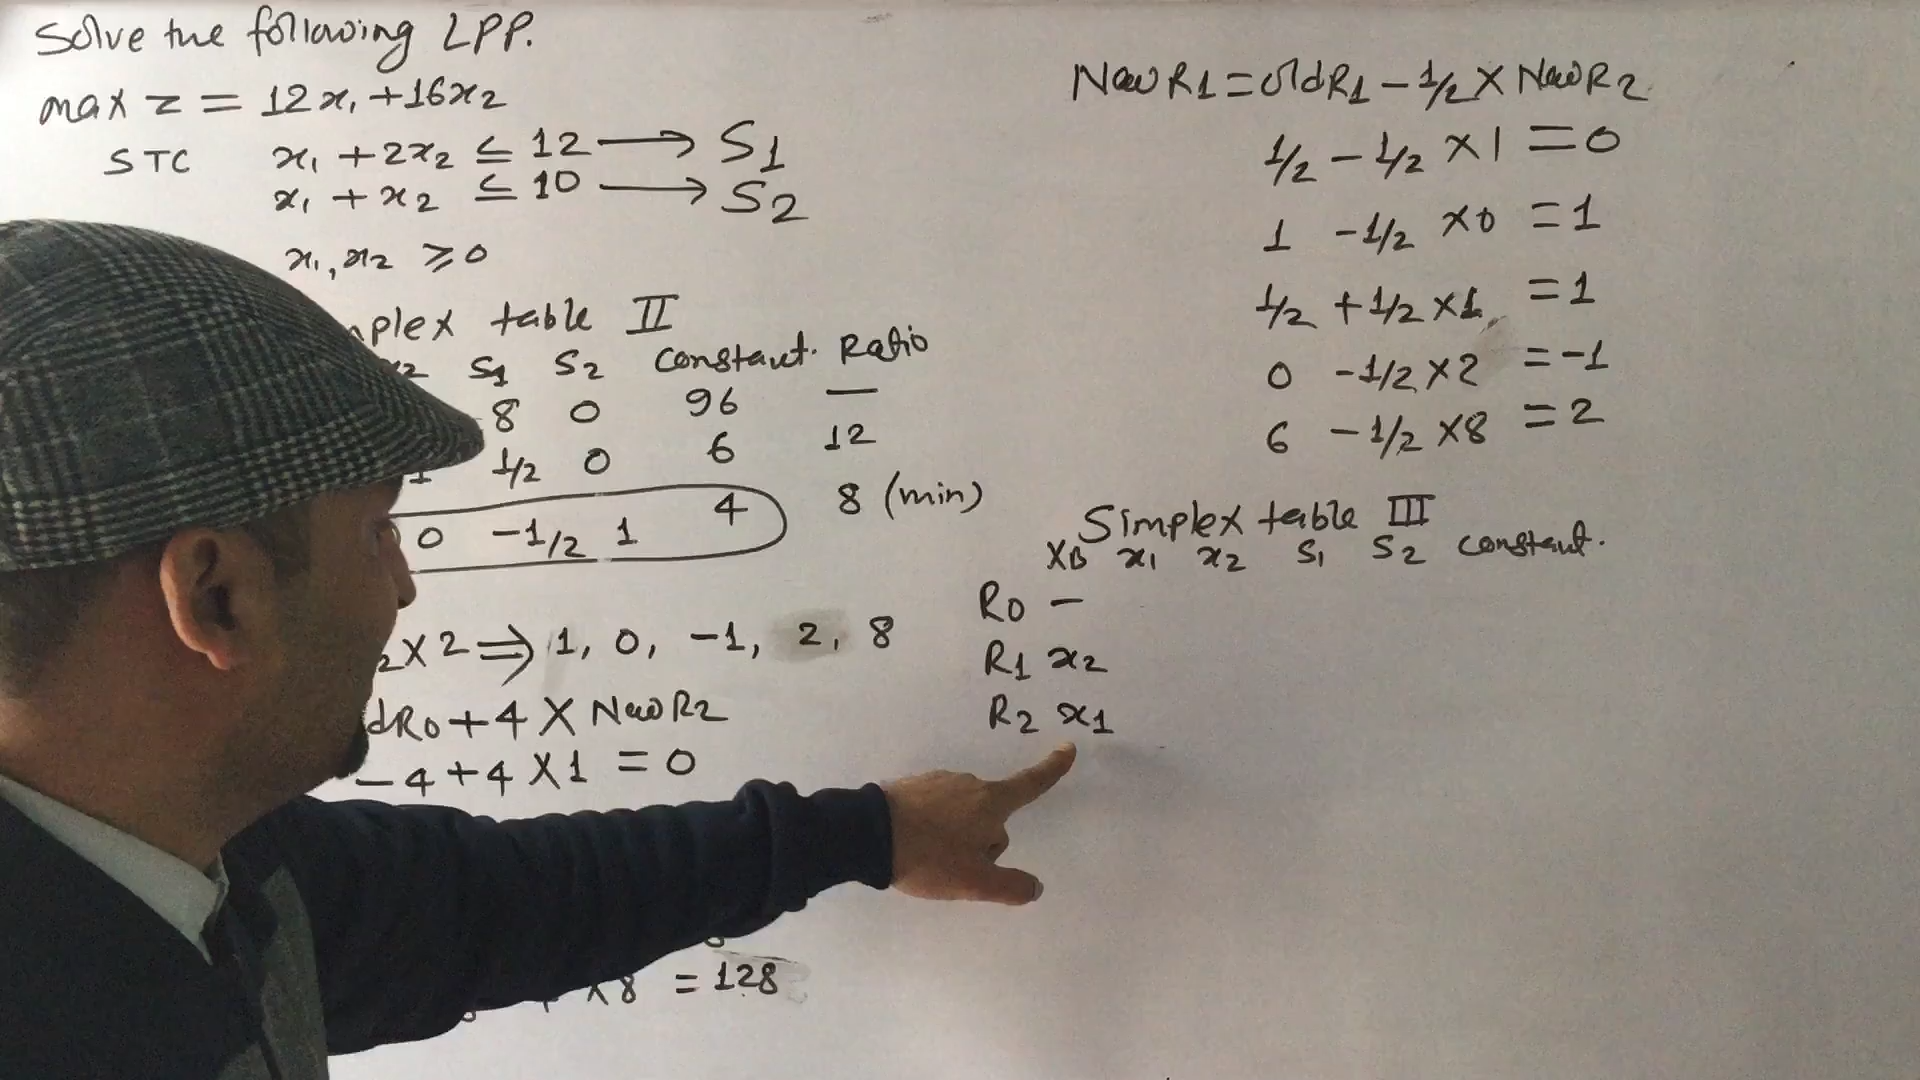 Solve the following LPP.
max z = 12x₁ + 16x₂
STC x₁ + 2x₂ ≤ 12 → S1
x₁ + x₂ ≤ 10 → S2
x₁, x₂ ≥ 0
mplex table II
x2 S1 S2 Constant. Ratio
8 0 96 —
1 1/2 0 6 12
0 -1/2 1 4 8 (min)
2 X 2 ⇒ 1, 0, -1, 2, 8
dR0 + 4 X New R2
- 4 + 4 X 1 = 0
X 8 = 128
New R1 = old R1 - 1/2 X New R2
1/2 - 1/2 X 1 = 0
1 - 1/2 X 0 = 1
1/2 + 1/2 X 1 = 1
0 - 1/2 X 2 = -1
6 - 1/2 X 8 = 2
Simplex table III
XB x1 x2 S1 S2 constant.
R0 —
R1 x2
R2 x1